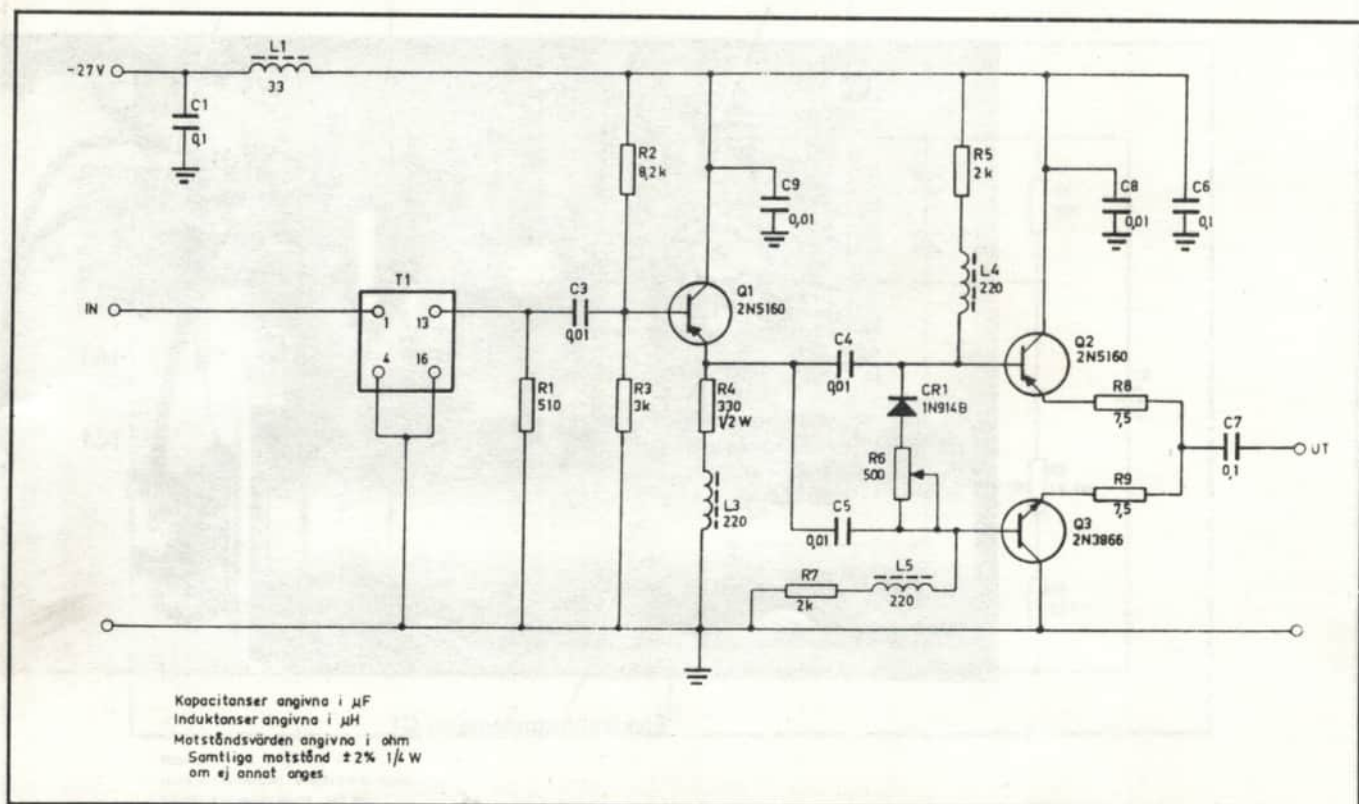 L1
-27V
33
C1
0,1
R2
8,2k
C9
0,01
R5
2k
C8
0,01
C6
0,1
T1
IN
1
13
4
16
C3
0,01
Q1
2N5160
L4
220
R1
510
R3
3k
R4
330
1/2W
C4
0,01
CR1
1N914B
Q2
2N5160
R8
7,5
C7
0,1
UT
R6
500
L3
220
C5
0,01
R9
7,5
Q3
2N3866
R7
2k
L5
220
Kapacitanser angivna i µF
Induktanser angivna i µH
Motståndsvärden angivna i ohm
Samtliga motstånd ±2% 1/4W
om ej annat anges